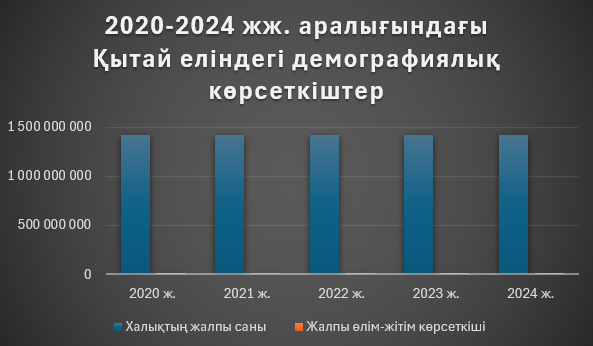 2020-2024 жж. аралығындағы
Қытай еліндегі демографиялық
көрсеткіштер
1 500 000 000
1 000 000 000
500 000 000
0
2020 ж. 2021 ж. 2022 ж. 2023 ж. 2024 ж.
Халықтың жалпы саны Жалпы өлім-жітім көрсеткіші